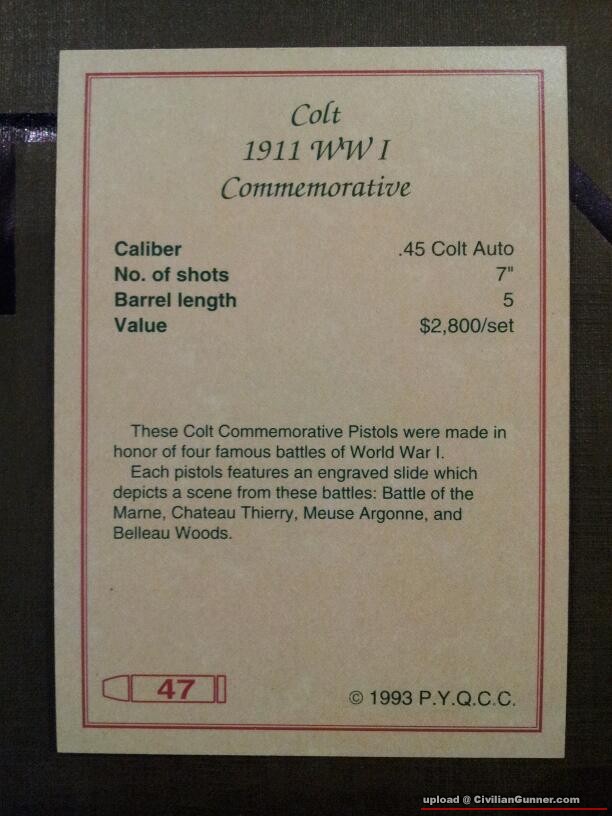 Colt
1911 WW I
Commemorative
Caliber .45 Colt Auto
No. of shots 7"
Barrel length 5
Value $2,800/set
These Colt Commemorative Pistols were made in
honor of four famous battles of World War I.
Each pistols features an engraved slide which
depicts a scene from these battles: Battle of the
Marne, Chateau Thierry, Meuse Argonne, and
Belleau Woods.
47
© 1993 P.Y.Q.C.C.
upload @ CivilianGunner.com